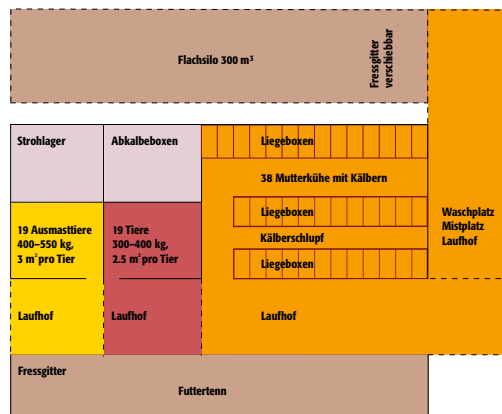 Flachsilo 300 m³
Fressgitter
verschiebbar
Strohlager
Abkalbeboxen
Liegeboxen
38 Mutterkühe mit Kälbern
19 Ausmasttiere
400–550 kg,
3 m² pro Tier
19 Tiere
300–400 kg,
2.5 m² pro Tier
Liegeboxen
Kälberschlupf
Liegeboxen
Waschplatz
Mistplatz
Laufhof
Laufhof
Laufhof
Laufhof
Fressgitter
Futtertenn